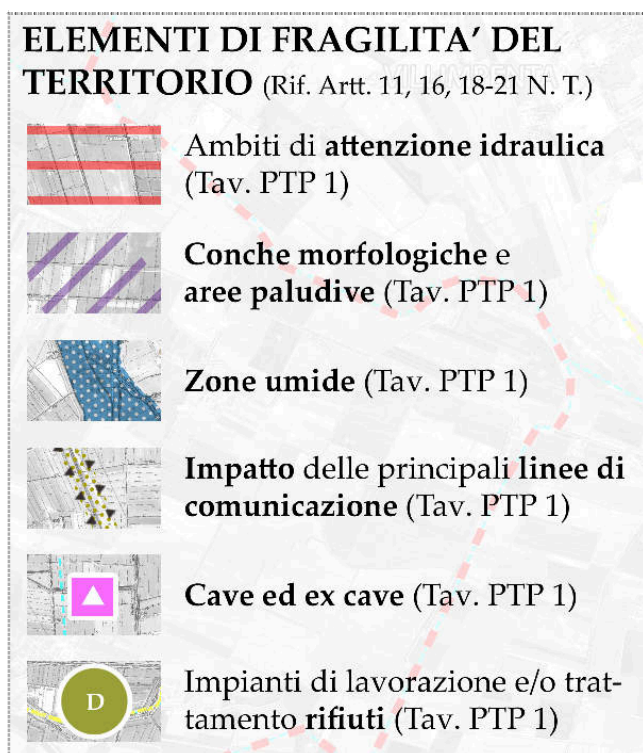 ELEMENTI DI FRAGILITA' DEL
TERRITORIO (Rif. Artt. 11, 16, 18-21 N. T.)
VILLIMPENTA
Ambiti di attenzione idraulica
(Tav. PTP 1)
Conche morfologiche e
aree paludive (Tav. PTP 1)
Zone umide (Tav. PTP 1)
Impatto delle principali linee di
comunicazione (Tav. PTP 1)
Cave ed ex cave (Tav. PTP 1)
D
Impianti di lavorazione e/o trat-
tamento rifiuti (Tav. PTP 1)